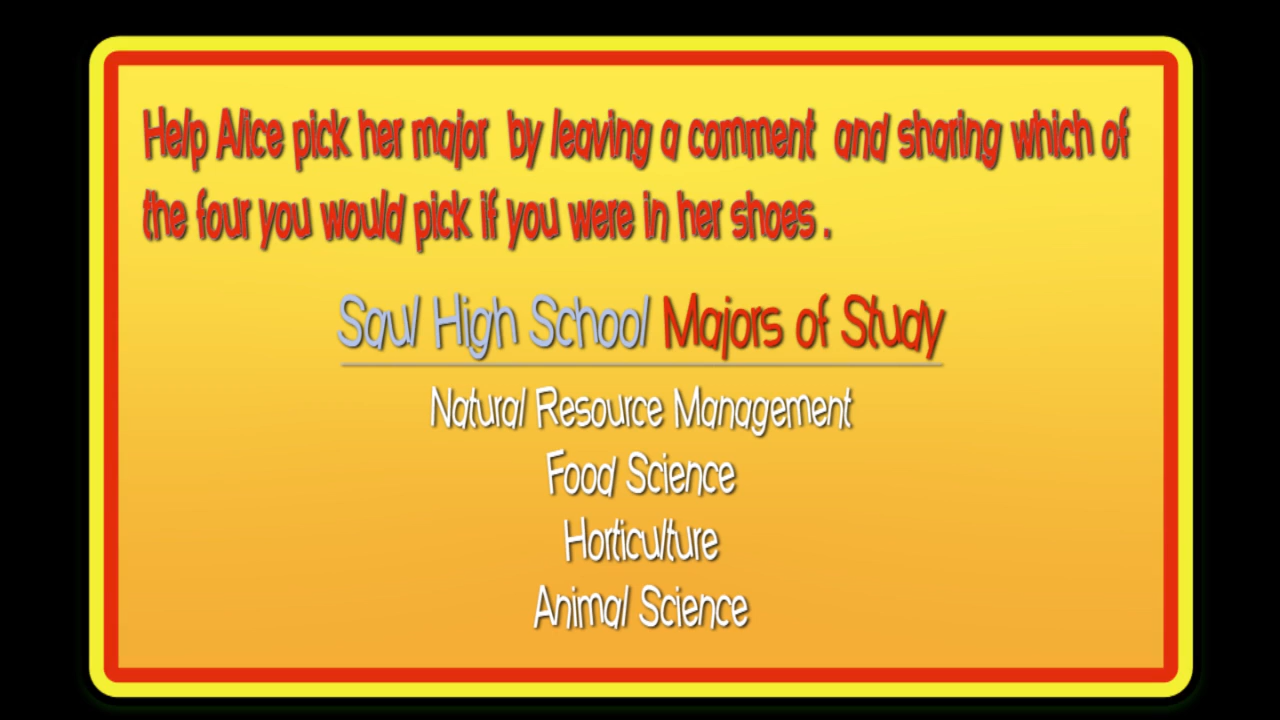 Help Alice pick her major by leaving a comment and sharing which of
the four you would pick if you were in her shoes .
Saul High School Majors of Study
Natural Resource Management
Food Science
Horticulture
Animal Science